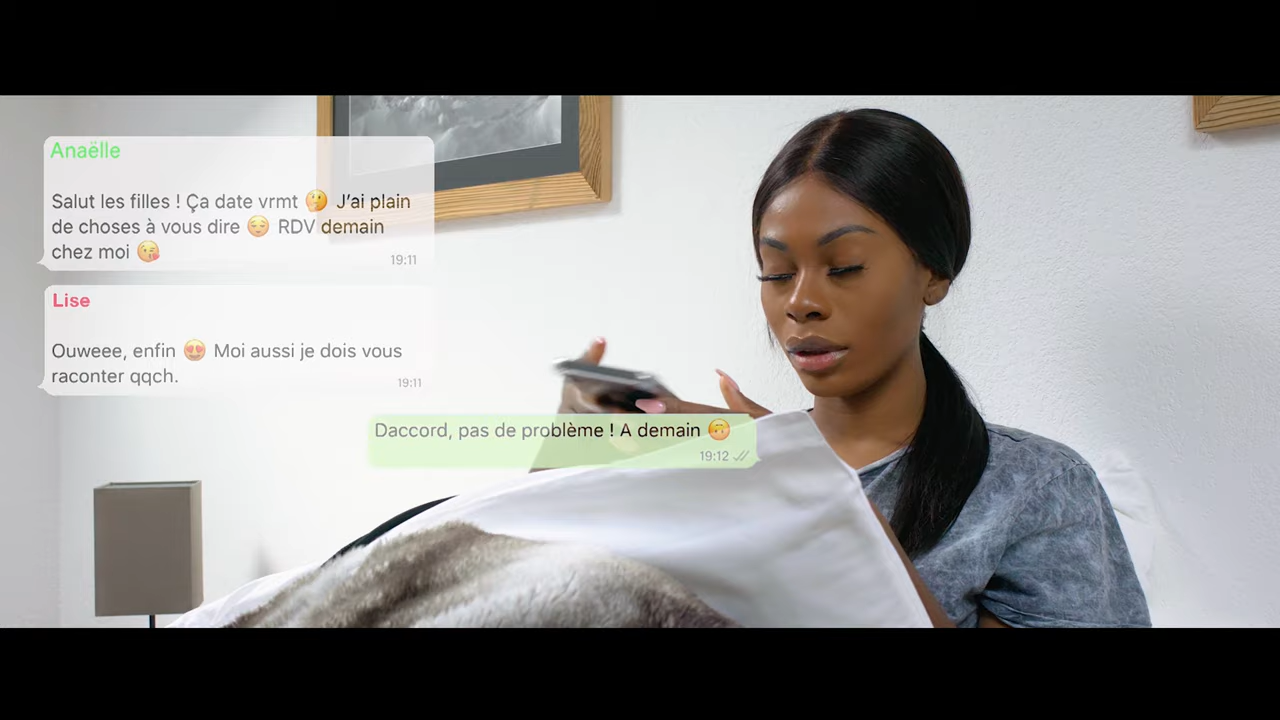 Anaëlle
Salut les filles ! Ça date vrmt 🤔 J'ai plain
de choses à vous dire 😌 RDV demain
chez moi 😘
19:11
Lise
Ouweee, enfin 😍 Moi aussi je dois vous
raconter qqch.
19:11
Daccord, pas de problème ! A demain 🙃
19:12